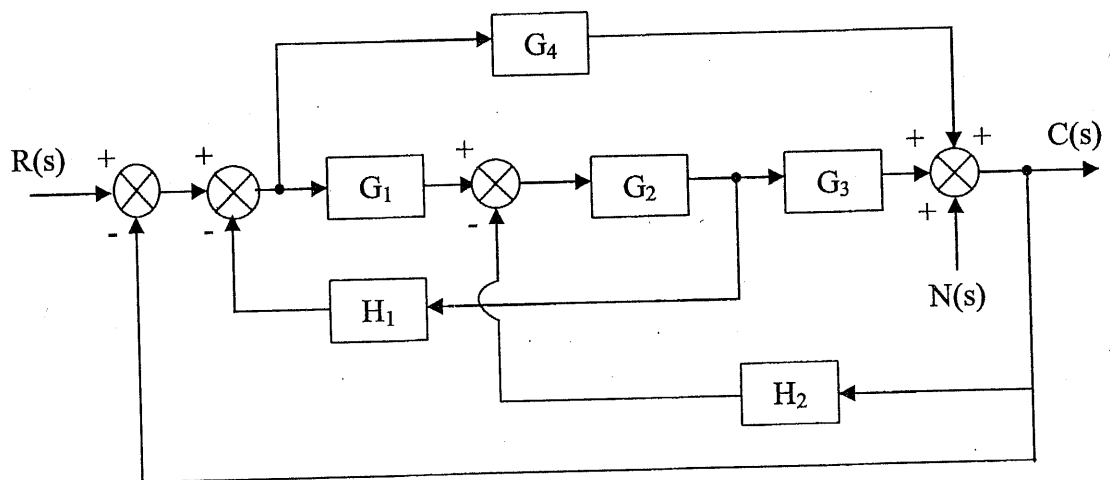 G₄
R(s)
+
+
G₁
+
G₂
G₃
+
+
C(s)
-
-
-
+
H₁
N(s)
H₂